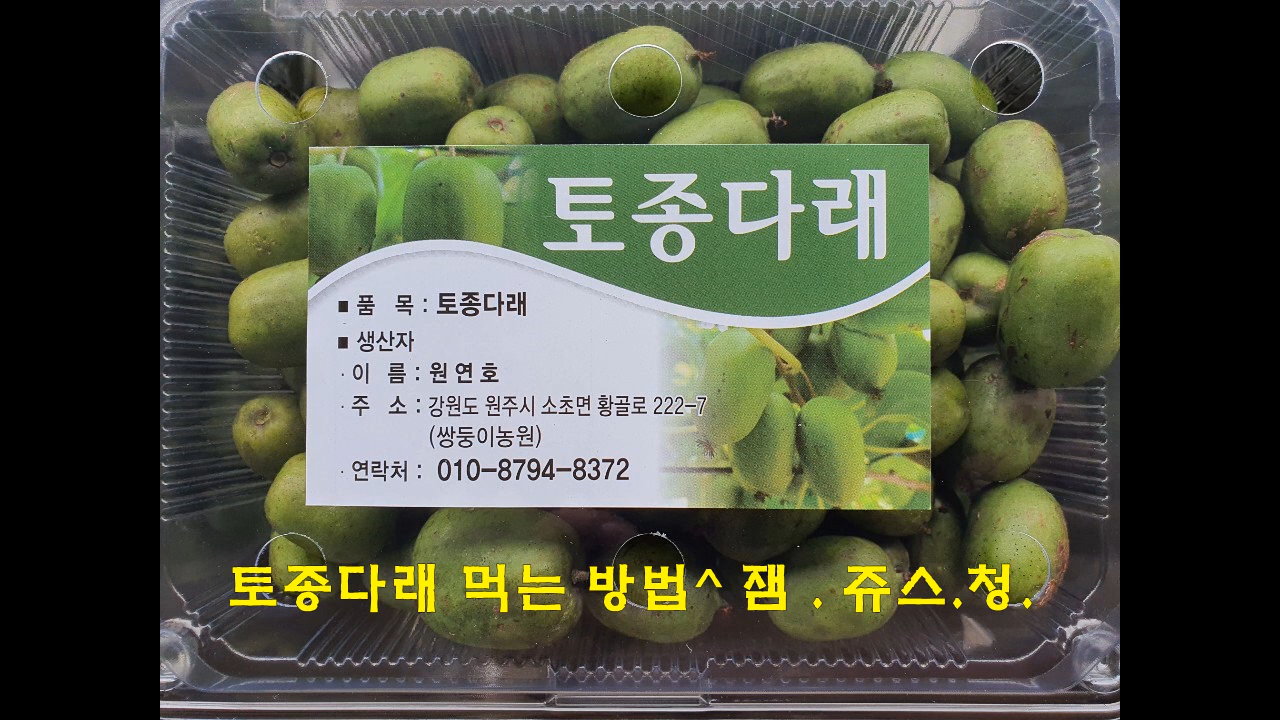 토종다래
■ 품 목 : 토종다래
■ 생산자
· 이 름 : 원 연 호
· 주 소 : 강원도 원주시 소초면 황골로 222-7
(쌍둥이농원)
· 연락처 : 010-8794-8372
토종다래 먹는 방법^ 잼 . 쥬스.청.